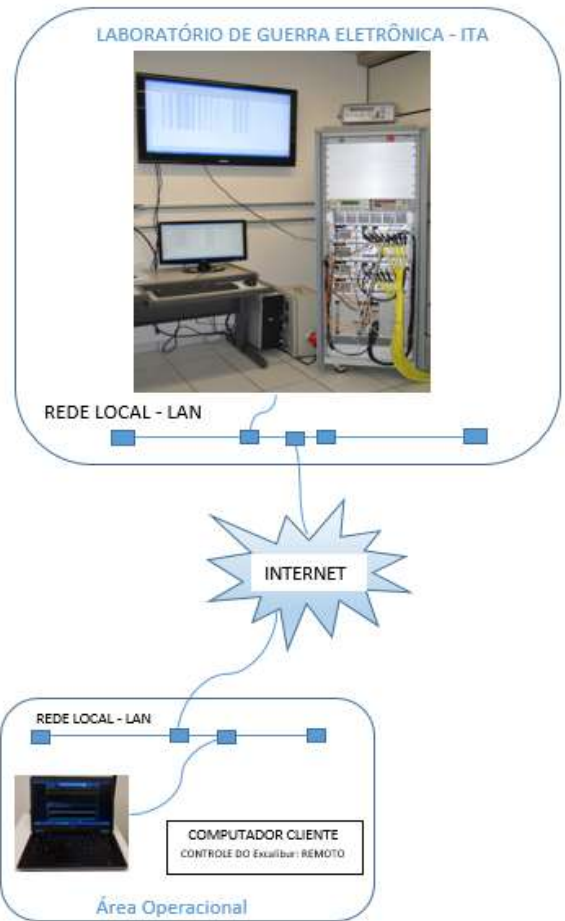 LABORATÓRIO DE GUERRA ELETRÔNICA - ITA
REDE LOCAL - LAN
INTERNET
REDE LOCAL - LAN
COMPUTADOR CLIENTE
CONTROLE DO Excalibur: REMOTO
Área Operacional